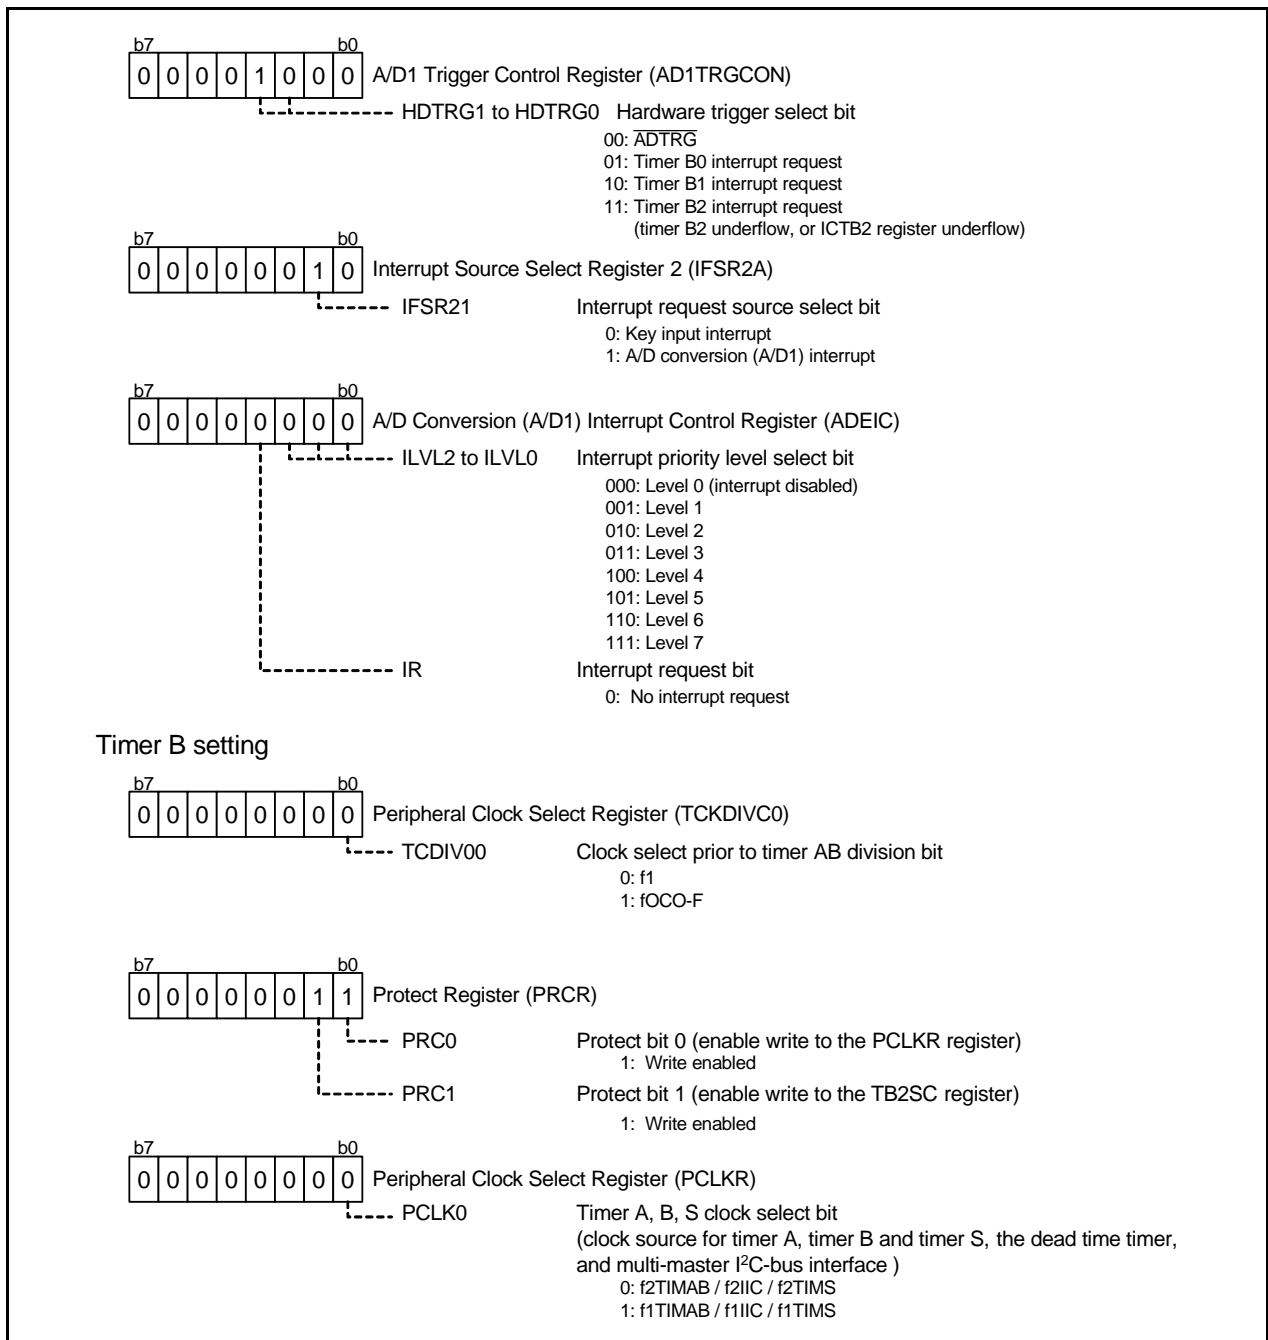 b7 b0
0 0 0 0 1 0 0 0 A/D1 Trigger Control Register (AD1TRGCON)
HDTRG1 to HDTRG0 Hardware trigger select bit
00: ADTRG
01: Timer B0 interrupt request
10: Timer B1 interrupt request
11: Timer B2 interrupt request
(timer B2 underflow, or ICTB2 register underflow)
b7 b0
0 0 0 0 0 0 1 0 Interrupt Source Select Register 2 (IFSR2A)
IFSR21 Interrupt request source select bit
0: Key input interrupt
1: A/D conversion (A/D1) interrupt
b7 b0
0 0 0 0 0 0 0 0 A/D Conversion (A/D1) Interrupt Control Register (ADEIC)
ILVL2 to ILVL0 Interrupt priority level select bit
000: Level 0 (interrupt disabled)
001: Level 1
010: Level 2
011: Level 3
100: Level 4
101: Level 5
110: Level 6
111: Level 7
IR Interrupt request bit
0: No interrupt request
Timer B setting
b7 b0
0 0 0 0 0 0 0 0 Peripheral Clock Select Register (TCKDIVC0)
TCDIV00 Clock select prior to timer AB division bit
0: f1
1: fOCO-F
b7 b0
0 0 0 0 0 0 1 1 Protect Register (PRCR)
PRC0 Protect bit 0 (enable write to the PCLKR register)
1: Write enabled
PRC1 Protect bit 1 (enable write to the TB2SC register)
1: Write enabled
b7 b0
0 0 0 0 0 0 0 0 Peripheral Clock Select Register (PCLKR)
PCLK0 Timer A, B, S clock select bit
(clock source for timer A, timer B and timer S, the dead time timer,
and multi-master I²C-bus interface )
0: f2TIMAB / f2IIC / f2TIMS
1: f1TIMAB / f1IIC / f1TIMS